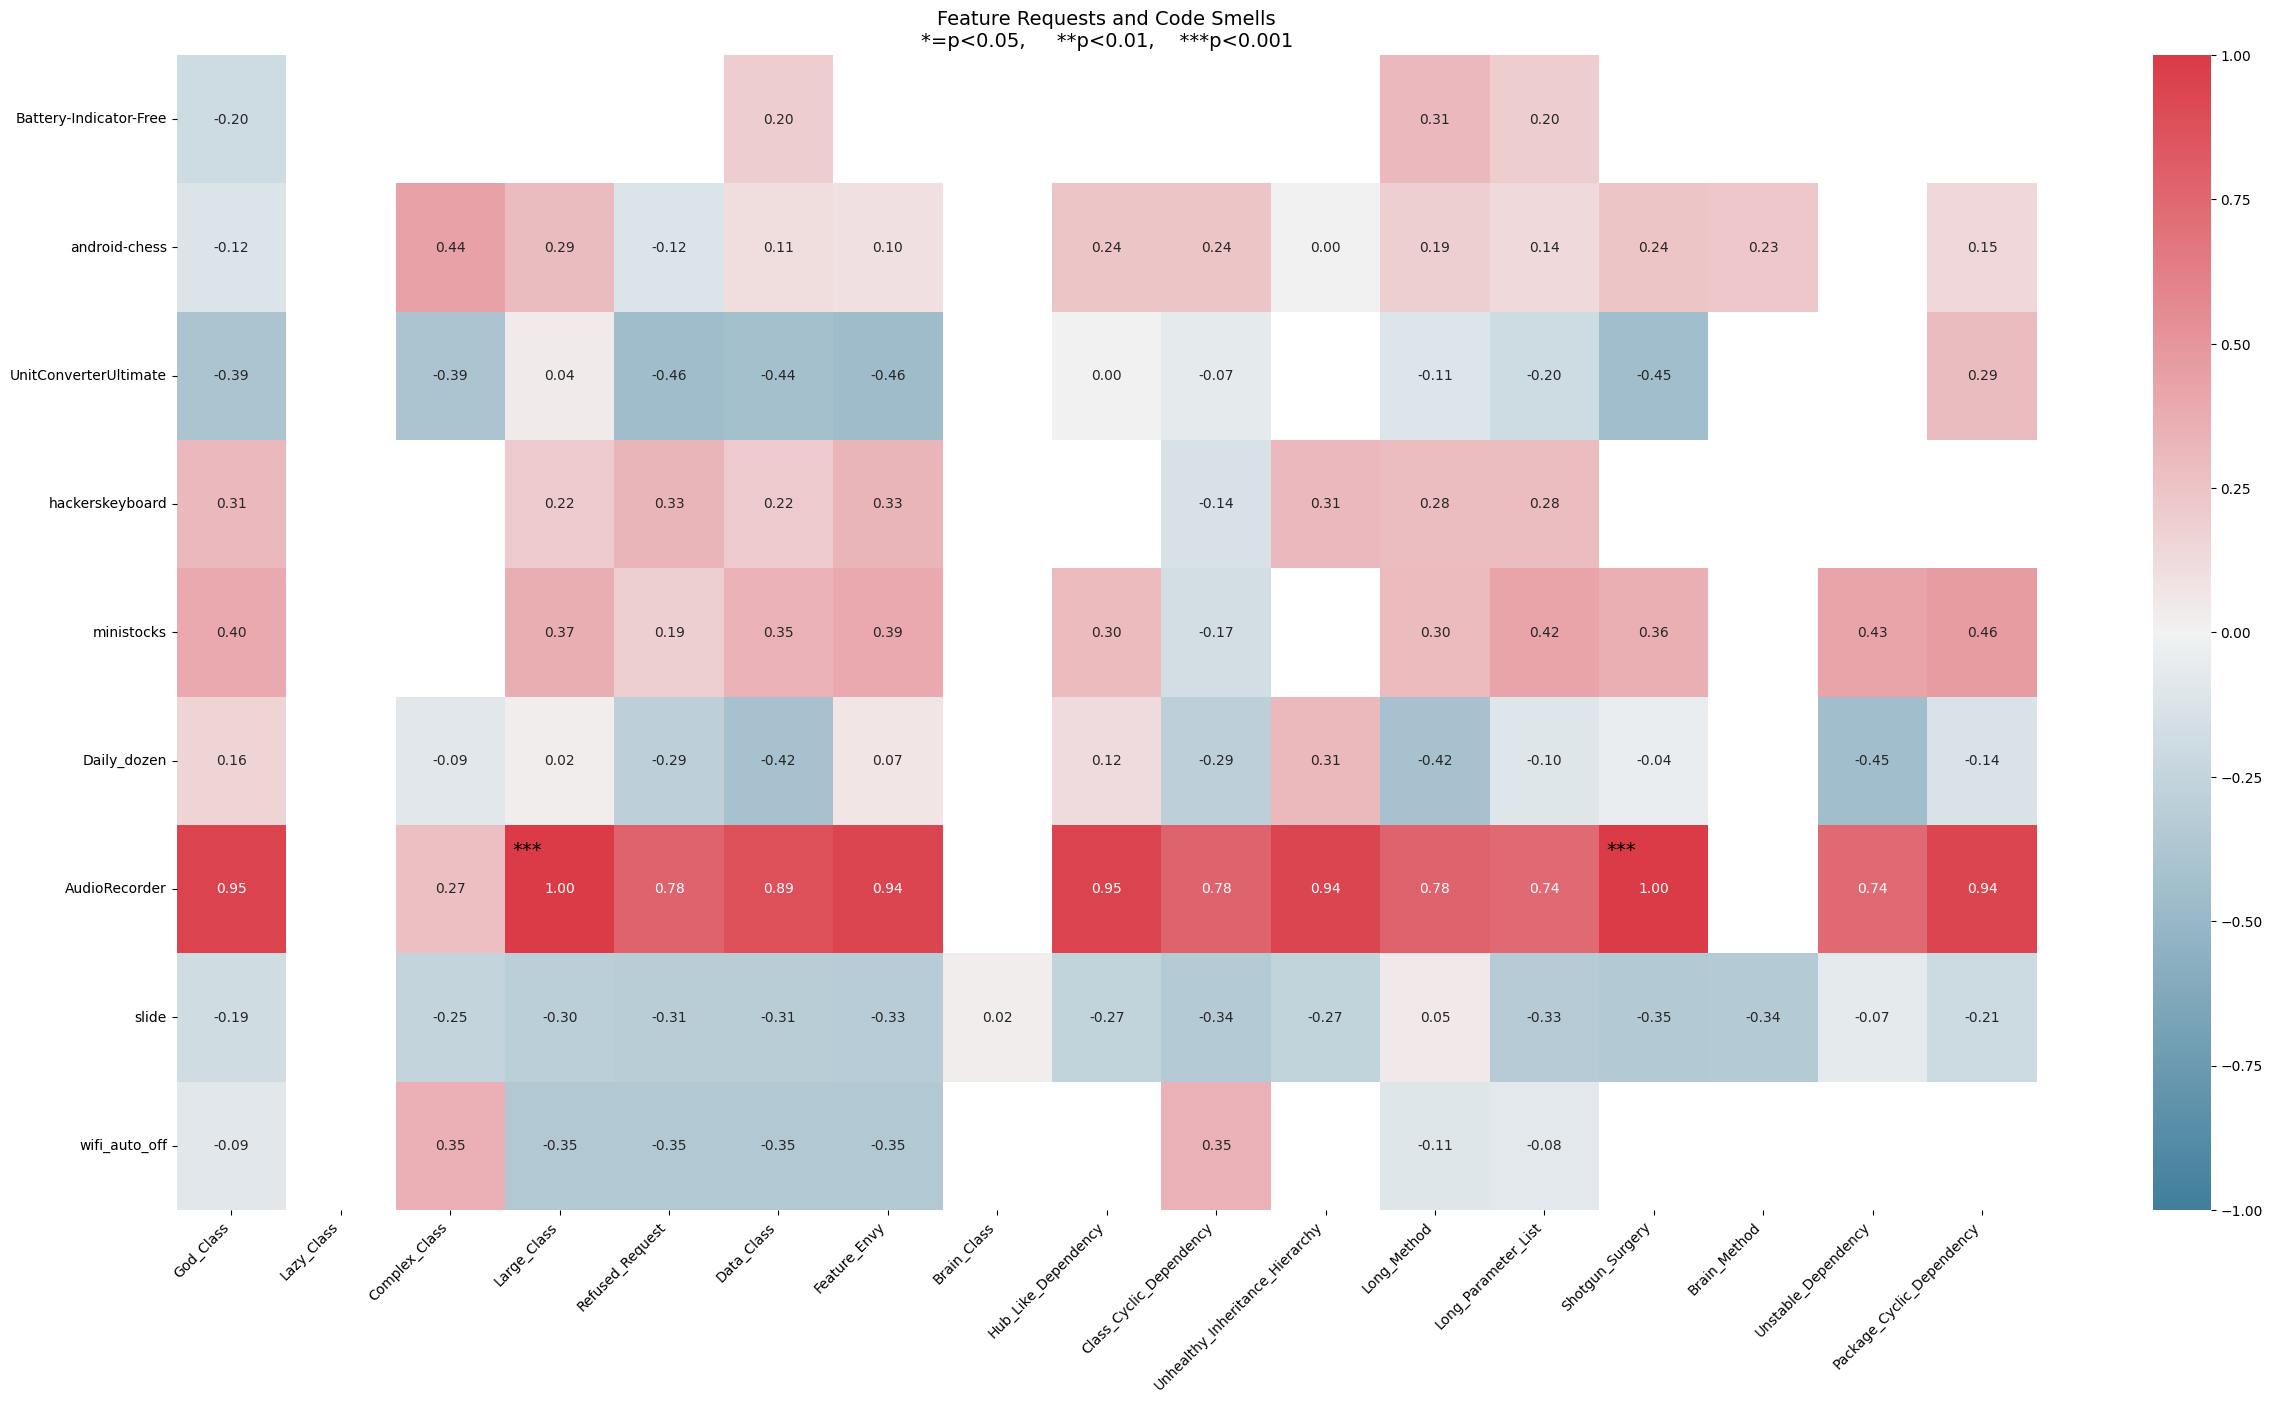 Feature Requests and Code Smells
*=p<0.05, **p<0.01, ***p<0.001
Battery-Indicator-Free -0.20 0.20 0.31 0.20
android-chess -0.12 0.44 0.29 -0.12 0.11 0.10 0.24 0.24 0.00 0.19 0.14 0.24 0.23 0.15
UnitConverterUltimate -0.39 -0.39 0.04 -0.46 -0.44 -0.46 0.00 -0.07 -0.11 -0.20 -0.45 0.29
hackerskeyboard 0.31 0.22 0.33 0.22 0.33 -0.14 0.31 0.28 0.28
ministocks 0.40 0.37 0.19 0.35 0.39 0.30 -0.17 0.30 0.42 0.36 0.43 0.46
Daily_dozen 0.16 -0.09 0.02 -0.29 -0.42 0.07 0.12 -0.29 0.31 -0.42 -0.10 -0.04 -0.45 -0.14
*** ***
AudioRecorder 0.95 0.27 1.00 0.78 0.89 0.94 0.95 0.78 0.94 0.78 0.74 1.00 0.74 0.94
slide -0.19 -0.25 -0.30 -0.31 -0.31 -0.33 0.02 -0.27 -0.34 -0.27 0.05 -0.33 -0.35 -0.34 -0.07 -0.21
wifi_auto_off -0.09 0.35 -0.35 -0.35 -0.35 -0.35 0.35 -0.11 -0.08
God_Class
Lazy_Class
Complex_Class
Large_Class
Refused_Request
Data_Class
Feature_Envy
Brain_Class
Hub_Like_Dependency
Class_Cyclic_Dependency
Unhealthy_Inheritance_Hierarchy
Long_Method
Long_Parameter_List
Shotgun_Surgery
Brain_Method
Unstable_Dependency
Package_Cyclic_Dependency
1.00
0.75
0.50
0.25
0.00
−0.25
−0.50
−0.75
−1.00